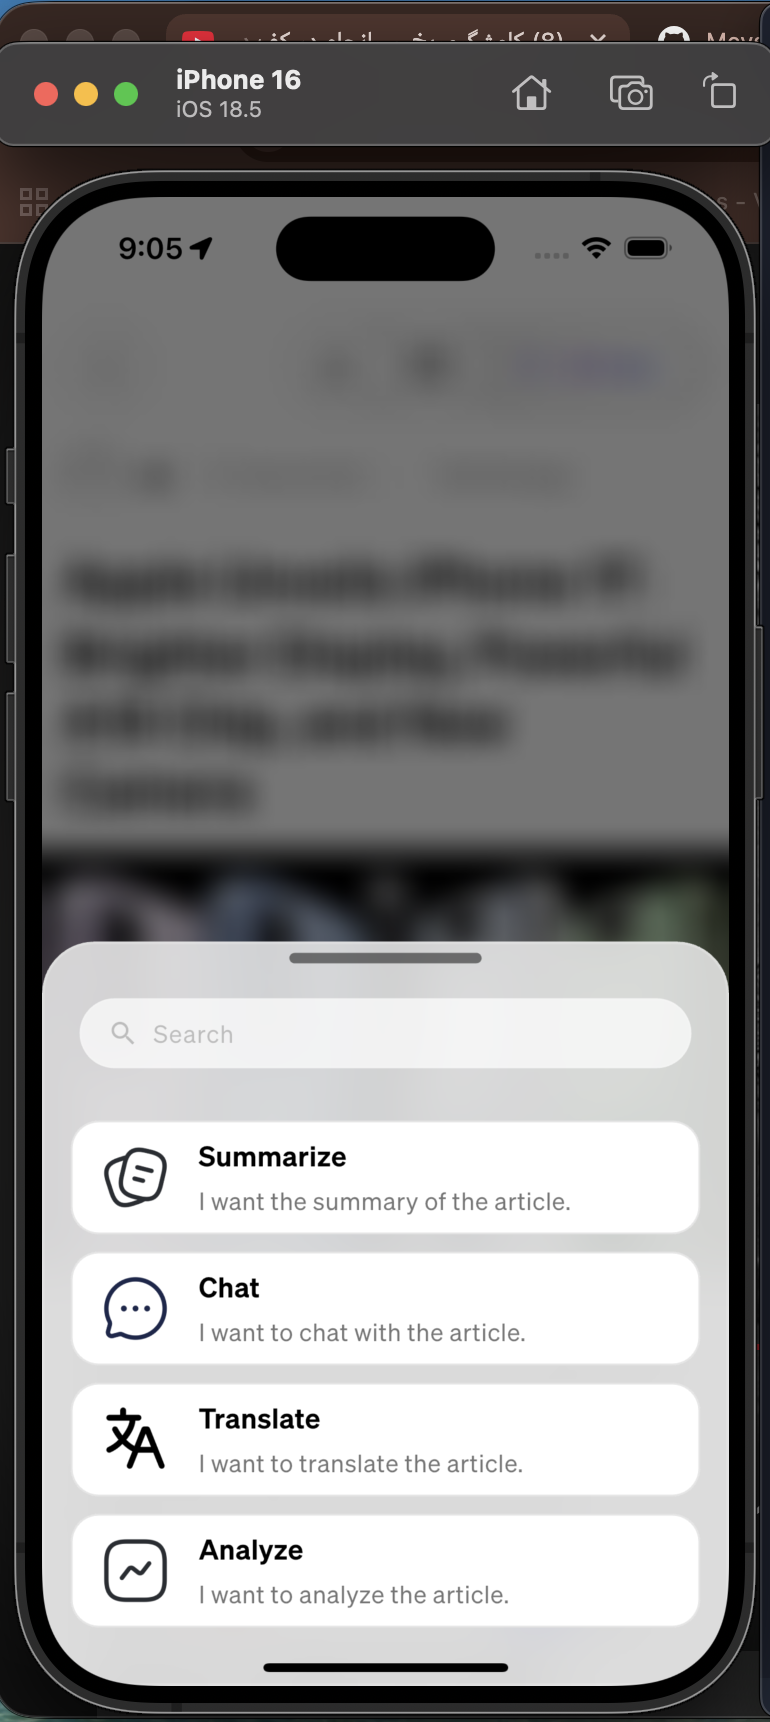 iPhone 16
iOS 18.5
9:05
Search
Summarize
I want the summary of the article.
Chat
I want to chat with the article.
Translate
I want to translate the article.
Analyze
I want to analyze the article.